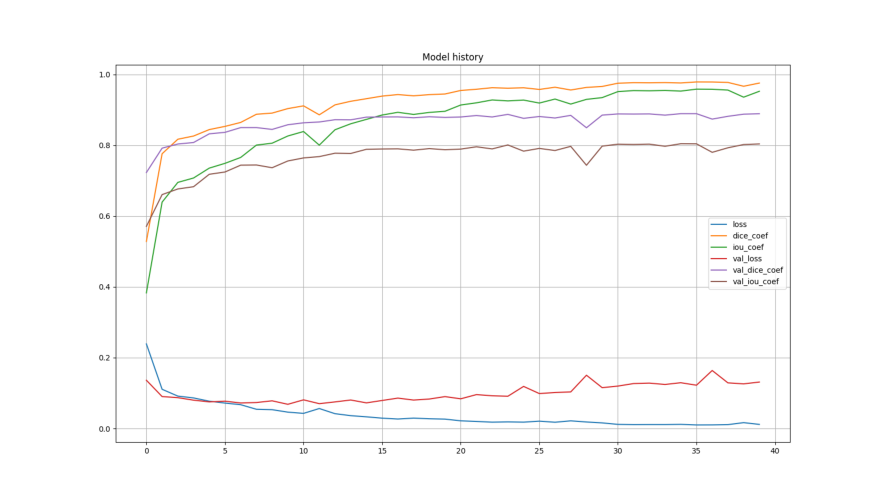 Model history
1.0
0.8
0.6
0.4
0.2
0.0
0 5 10 15 20 25 30 35 40
loss
dice_coef
iou_coef
val_loss
val_dice_coef
val_iou_coef